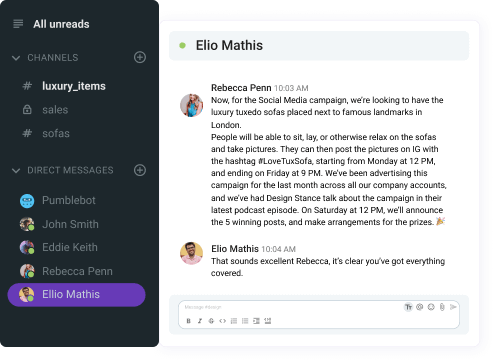 All unreads
CHANNELS
# luxury_items
sales
# sofas
DIRECT MESSAGES
Pumblebot
John Smith
Eddie Keith
Rebecca Penn
Ellio Mathis
Elio Mathis
Rebecca Penn 10:03 AM
Now, for the Social Media campaign, we're looking to have the
luxury tuxedo sofas placed next to famous landmarks in
London.
People will be able to sit, lay, or otherwise relax on the sofas
and take pictures. They can then post the pictures on IG with
the hashtag #LoveTuxSofa, starting from Monday at 12 PM,
and ending on Friday at 9 PM. We've been advertising this
campaign for the last month across all our company accounts,
and we've had Design Stance talk about the campaign in their
latest podcast episode. On Saturday at 12 PM, we'll announce
the 5 winning posts, and make arrangements for the prizes. 🎉
Elio Mathis 10:04 AM
That sounds excellent Rebecca, it's clear you've got everything
covered.
Message
Tт
B I S <>